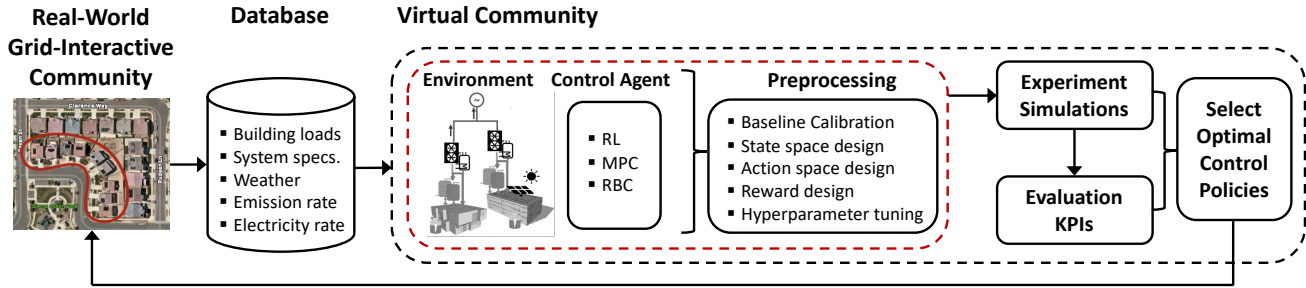 Real-World
Grid-Interactive
Community
Clarence Way
Database
▪ Building loads
▪ System specs.
▪ Weather
▪ Emission rate
▪ Electricity rate
Virtual Community
Environment
~
Control Agent
▪ RL
▪ MPC
▪ RBC
Preprocessing
▪ Baseline Calibration
▪ State space design
▪ Action space design
▪ Reward design
▪ Hyperparameter tuning
Experiment
Simulations
Evaluation
KPIs
Select
Optimal
Control
Policies